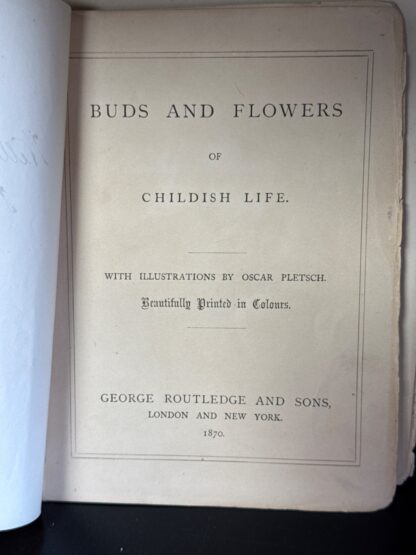 BUDS AND FLOWERS
OF
CHILDISH LIFE.
WITH ILLUSTRATIONS BY OSCAR PLETSCH.
Beautifully Printed in Colours.
GEORGE ROUTLEDGE AND SONS,
LONDON AND NEW YORK.
1870.